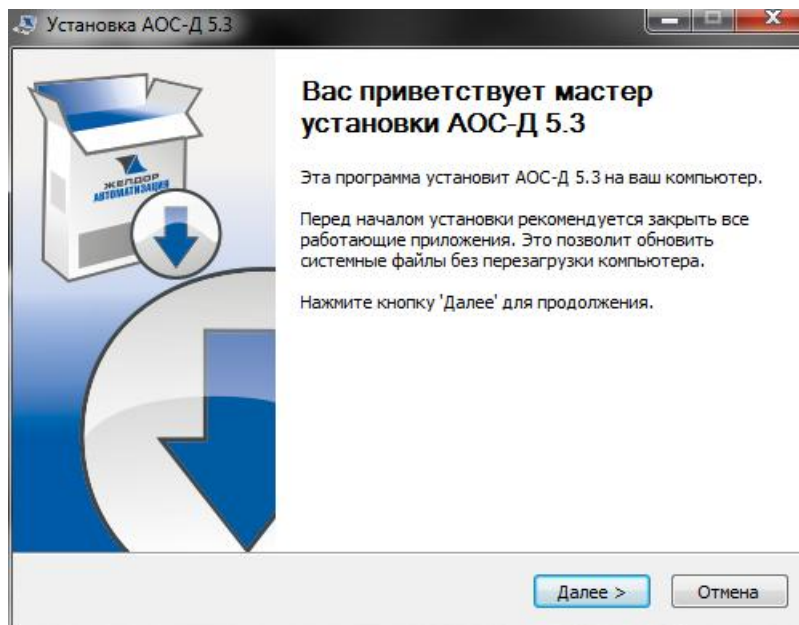 Установка АОС-Д 5.3
Вас приветствует мастер
установки АОС-Д 5.3
Эта программа установит АОС-Д 5.3 на ваш компьютер.
Перед началом установки рекомендуется закрыть все
работающие приложения. Это позволит обновить
системные файлы без перезагрузки компьютера.
Нажмите кнопку 'Далее' для продолжения.
ЖЕЛДОР
АВТОМАТИЗАЦИЯ
Далее >
Отмена